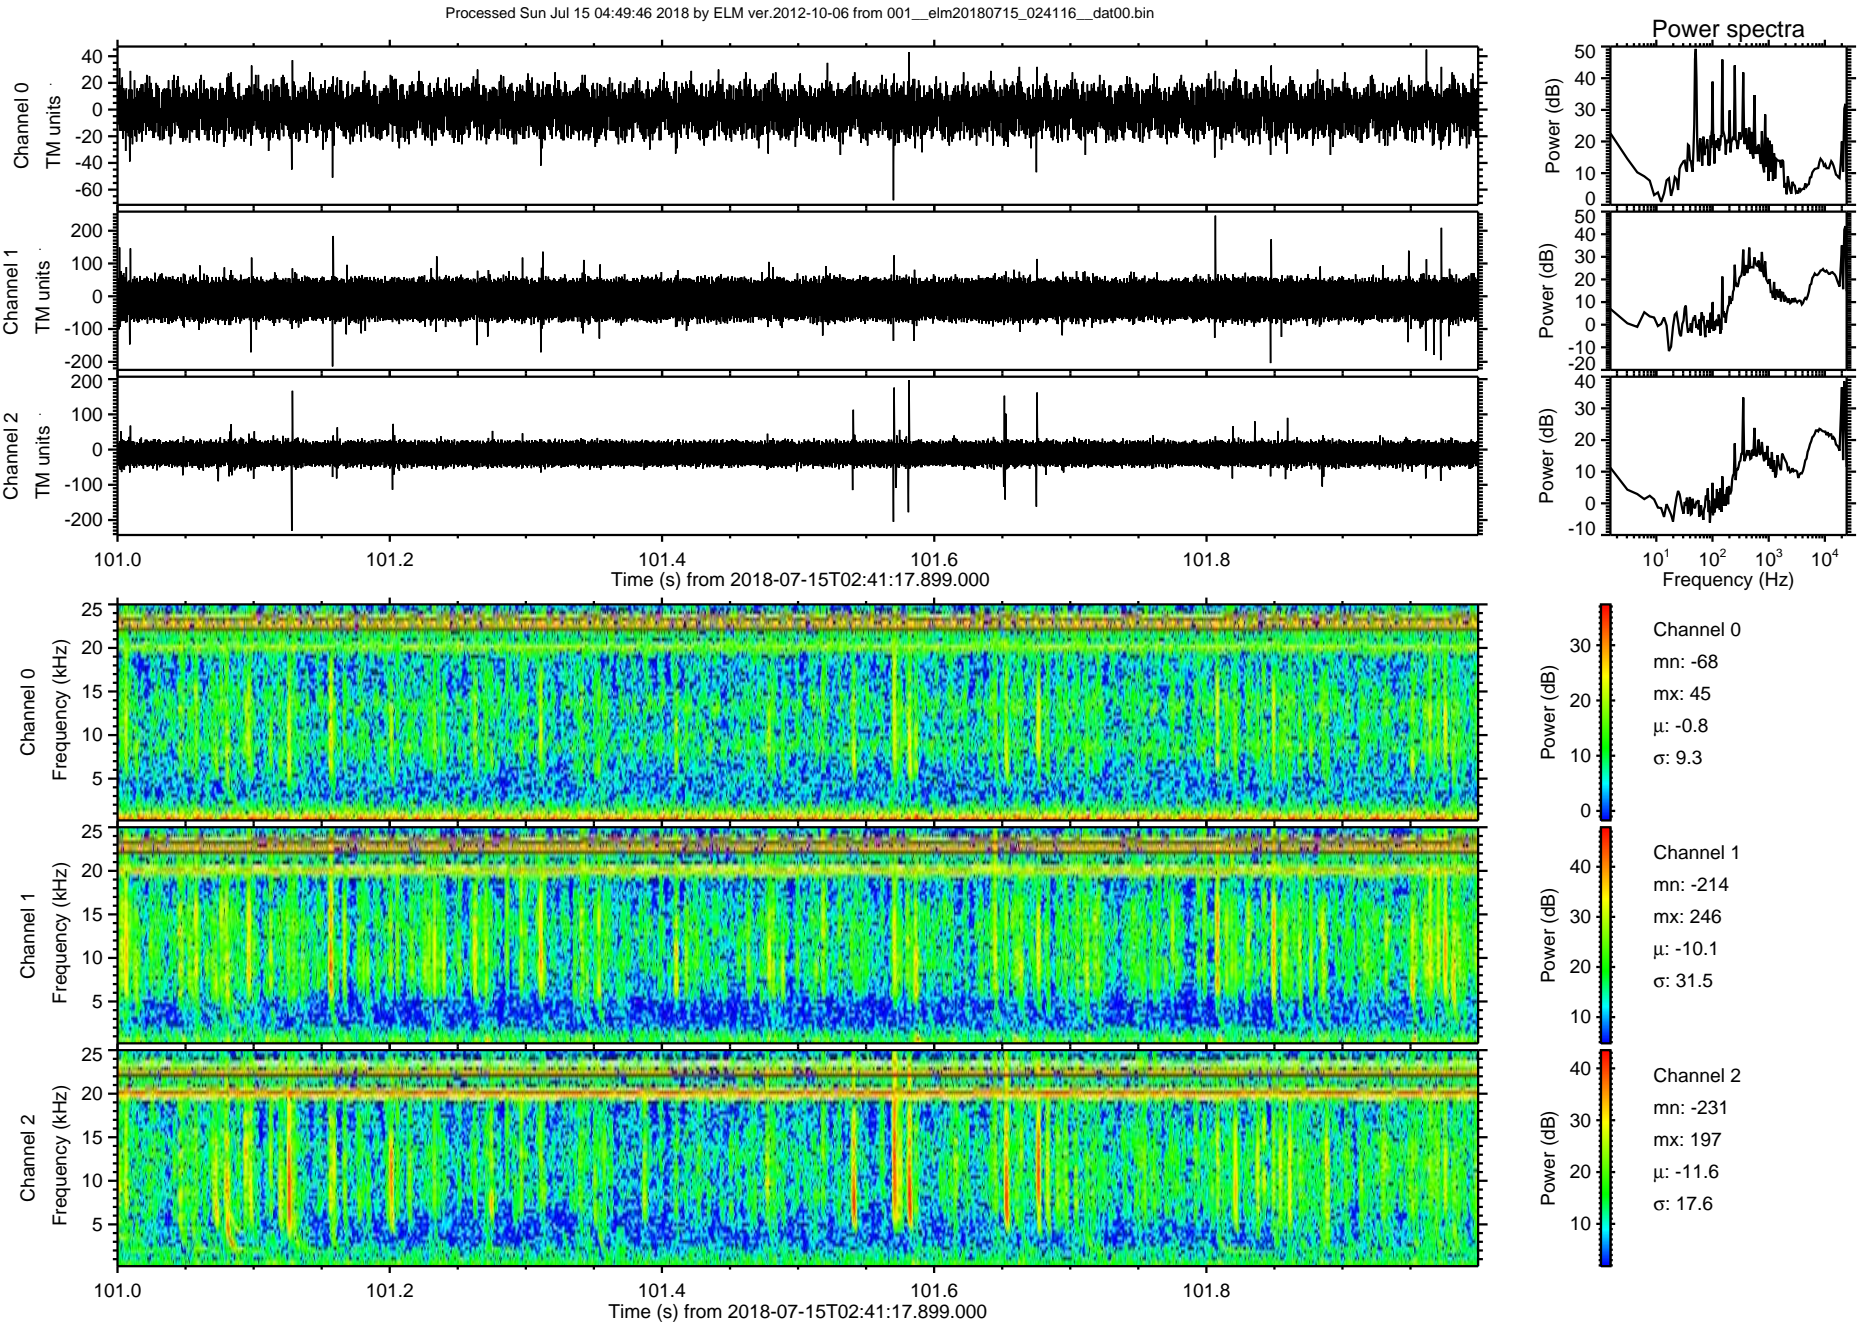 Processed Sun Jul 15 04:49:46 2018 by ELM ver.2012-10-06 from 001__elm20180715_024116__dat00.bin
Power spectra
Channel 0
TM units
40
20
0
-20
-40
-60
Power (dB)
50
40
30
20
10
0
Channel 1
TM units
200
100
0
-100
-200
Power (dB)
50
40
30
20
10
0
-10
-20
Channel 2
TM units
200
100
0
-100
-200
Power (dB)
40
30
20
10
0
-10
101.0 101.2 101.4 101.6 101.8
Time (s) from 2018-07-15T02:41:17.899.000
10¹ 10² 10³ 10⁴
Frequency (Hz)
Channel 0
Frequency (kHz)
25
20
15
10
5
Power (dB)
30
20
10
0
Channel 0
mn: -68
mx: 45
μ: -0.8
σ: 9.3
Channel 1
Frequency (kHz)
25
20
15
10
5
Power (dB)
40
30
20
10
Channel 1
mn: -214
mx: 246
μ: -10.1
σ: 31.5
Channel 2
Frequency (kHz)
25
20
15
10
5
Power (dB)
40
30
20
10
Channel 2
mn: -231
mx: 197
μ: -11.6
σ: 17.6
101.0 101.2 101.4 101.6 101.8
Time (s) from 2018-07-15T02:41:17.899.000